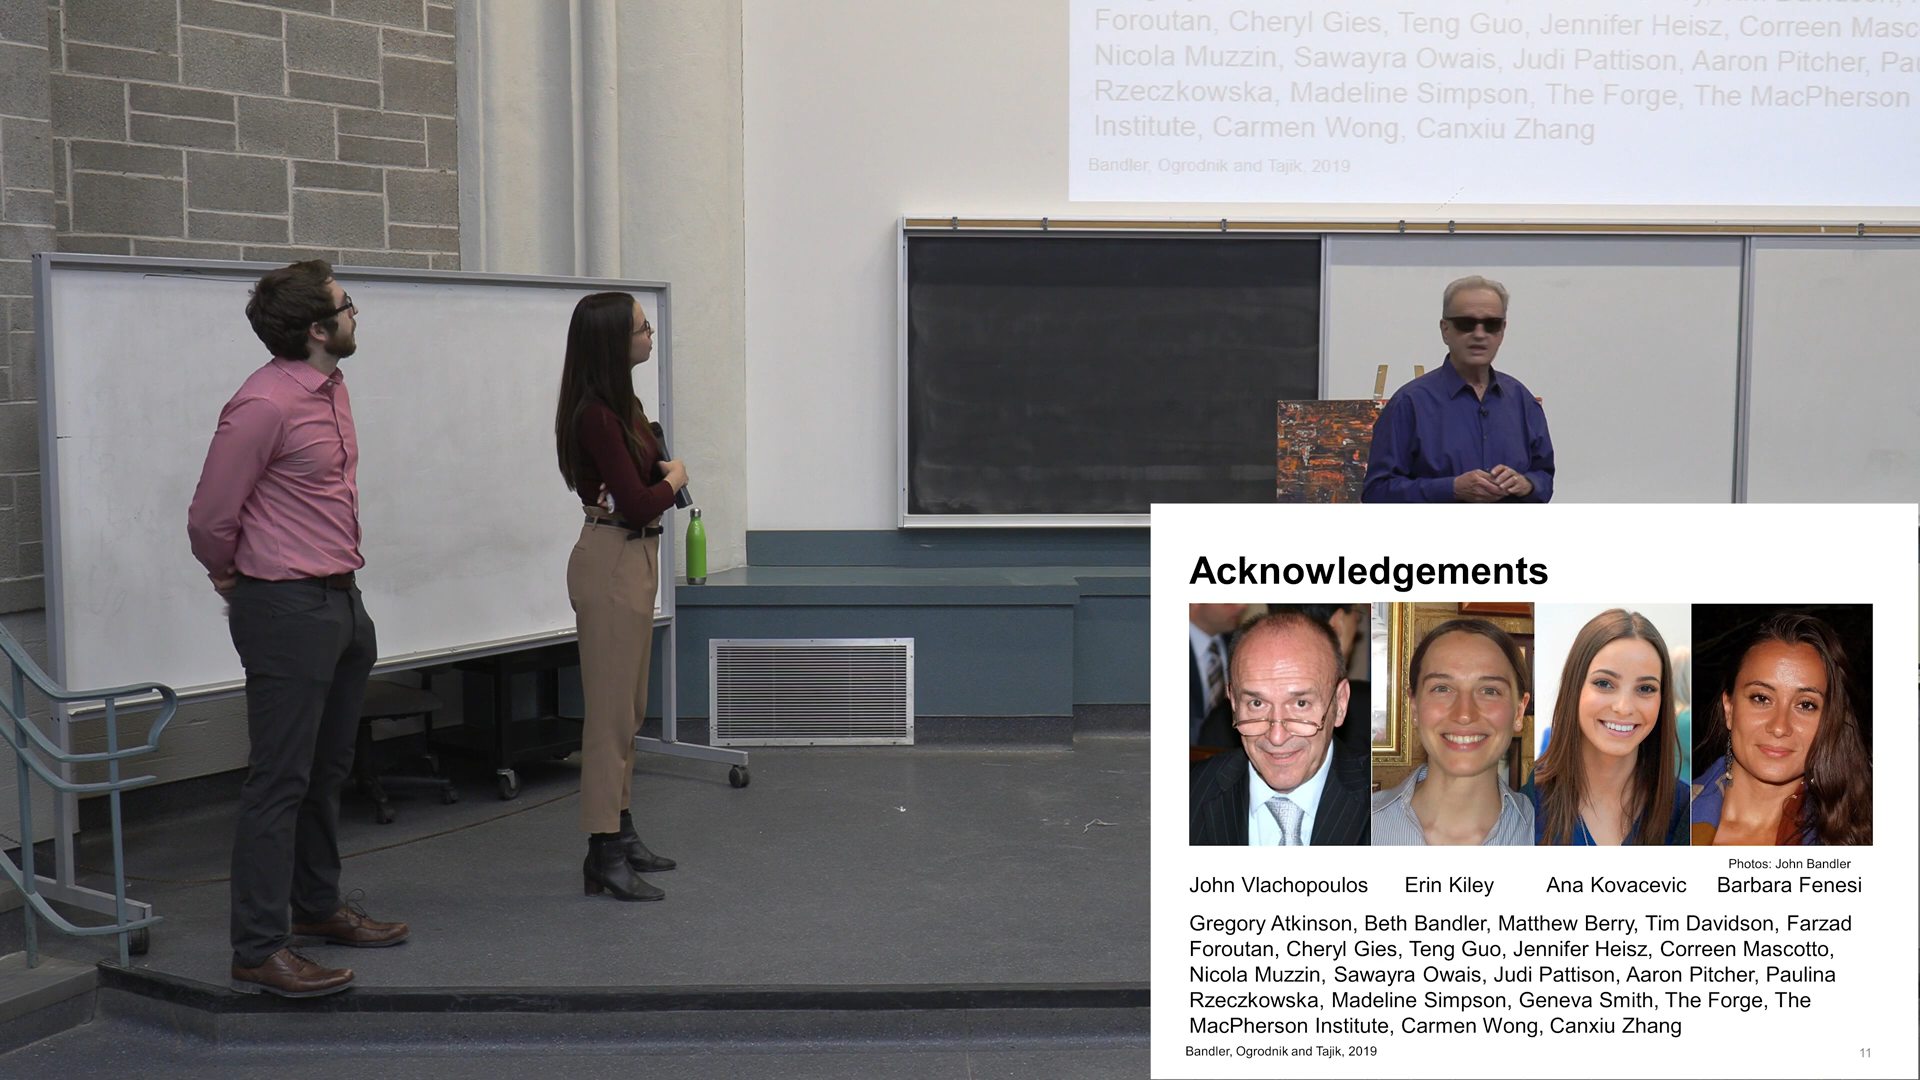 Foroutan, Cheryl Gies, Teng Guo, Jennifer Heisz, Correen
Nicola Muzzin, Sawayra Owais, Judi Pattison, Aaron Pitcher,
Rzeczkowska, Madeline Simpson, The Forge, The MacPherson
Institute, Carmen Wong, Canxiu Zhang
Bandler, Ogrodnik and Tajik, 2019
Acknowledgements
Photos: John Bandler
John Vlachopoulos Erin Kiley Ana Kovacevic Barbara Fenesi
Gregory Atkinson, Beth Bandler, Matthew Berry, Tim Davidson, Farzad
Foroutan, Cheryl Gies, Teng Guo, Jennifer Heisz, Correen Mascotto,
Nicola Muzzin, Sawayra Owais, Judi Pattison, Aaron Pitcher, Paulina
Rzeczkowska, Madeline Simpson, Geneva Smith, The Forge, The
MacPherson Institute, Carmen Wong, Canxiu Zhang
Bandler, Ogrodnik and Tajik, 2019
11